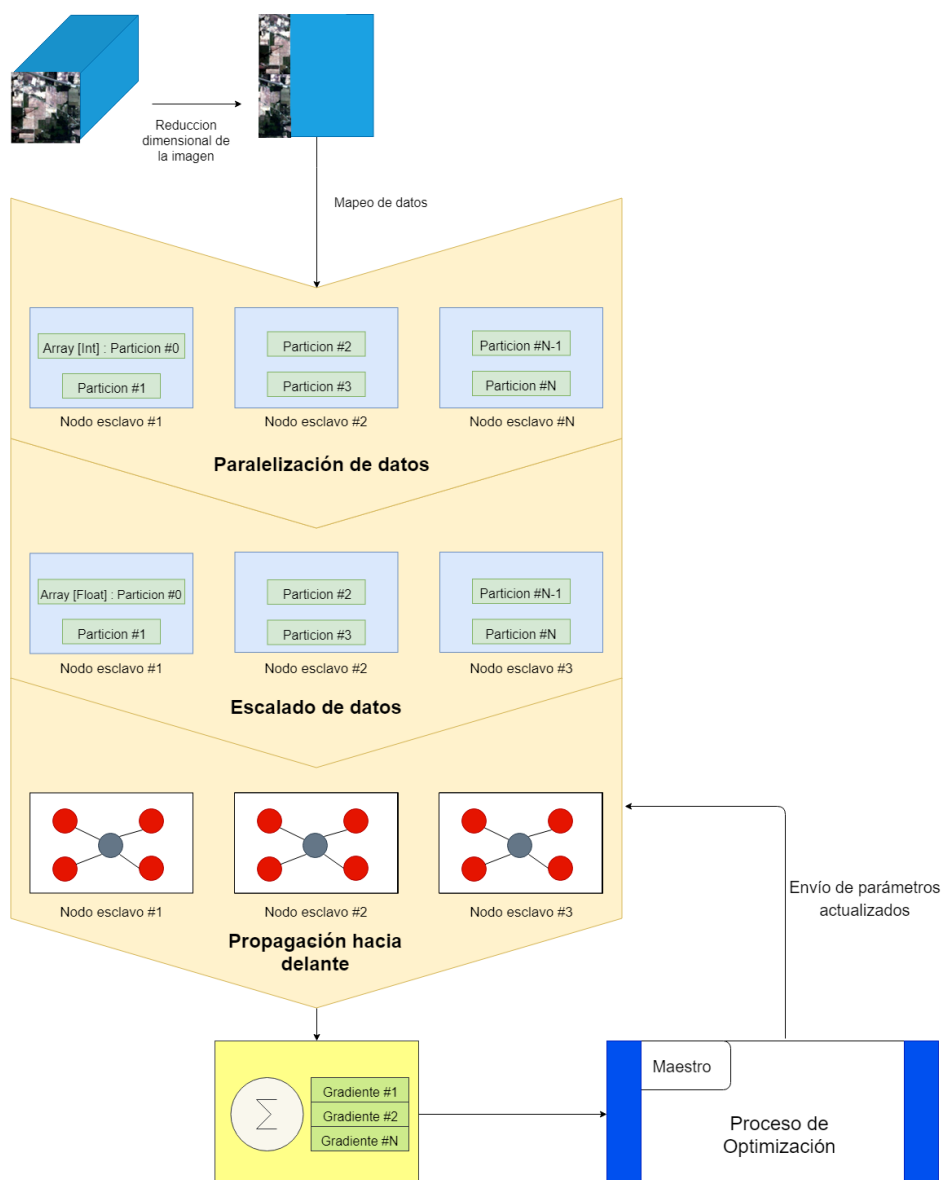 Reduccion
dimensional de
la imagen
Mapeo de datos
Array [Int] : Particion #0
Particion #1
Particion #2
Particion #3
Particion #N-1
Particion #N
Nodo esclavo #1
Nodo esclavo #2
Nodo esclavo #N
Paralelización de datos
Array [Float] : Particion #0
Particion #1
Particion #2
Particion #3
Particion #N-1
Particion #N
Nodo esclavo #1
Nodo esclavo #2
Nodo esclavo #3
Escalado de datos
Nodo esclavo #1
Nodo esclavo #2
Nodo esclavo #3
Propagación hacia
delante
Envío de parámetros
actualizados
∑
Gradiente #1
Gradiente #2
Gradiente #N
Maestro
Proceso de
Optimización